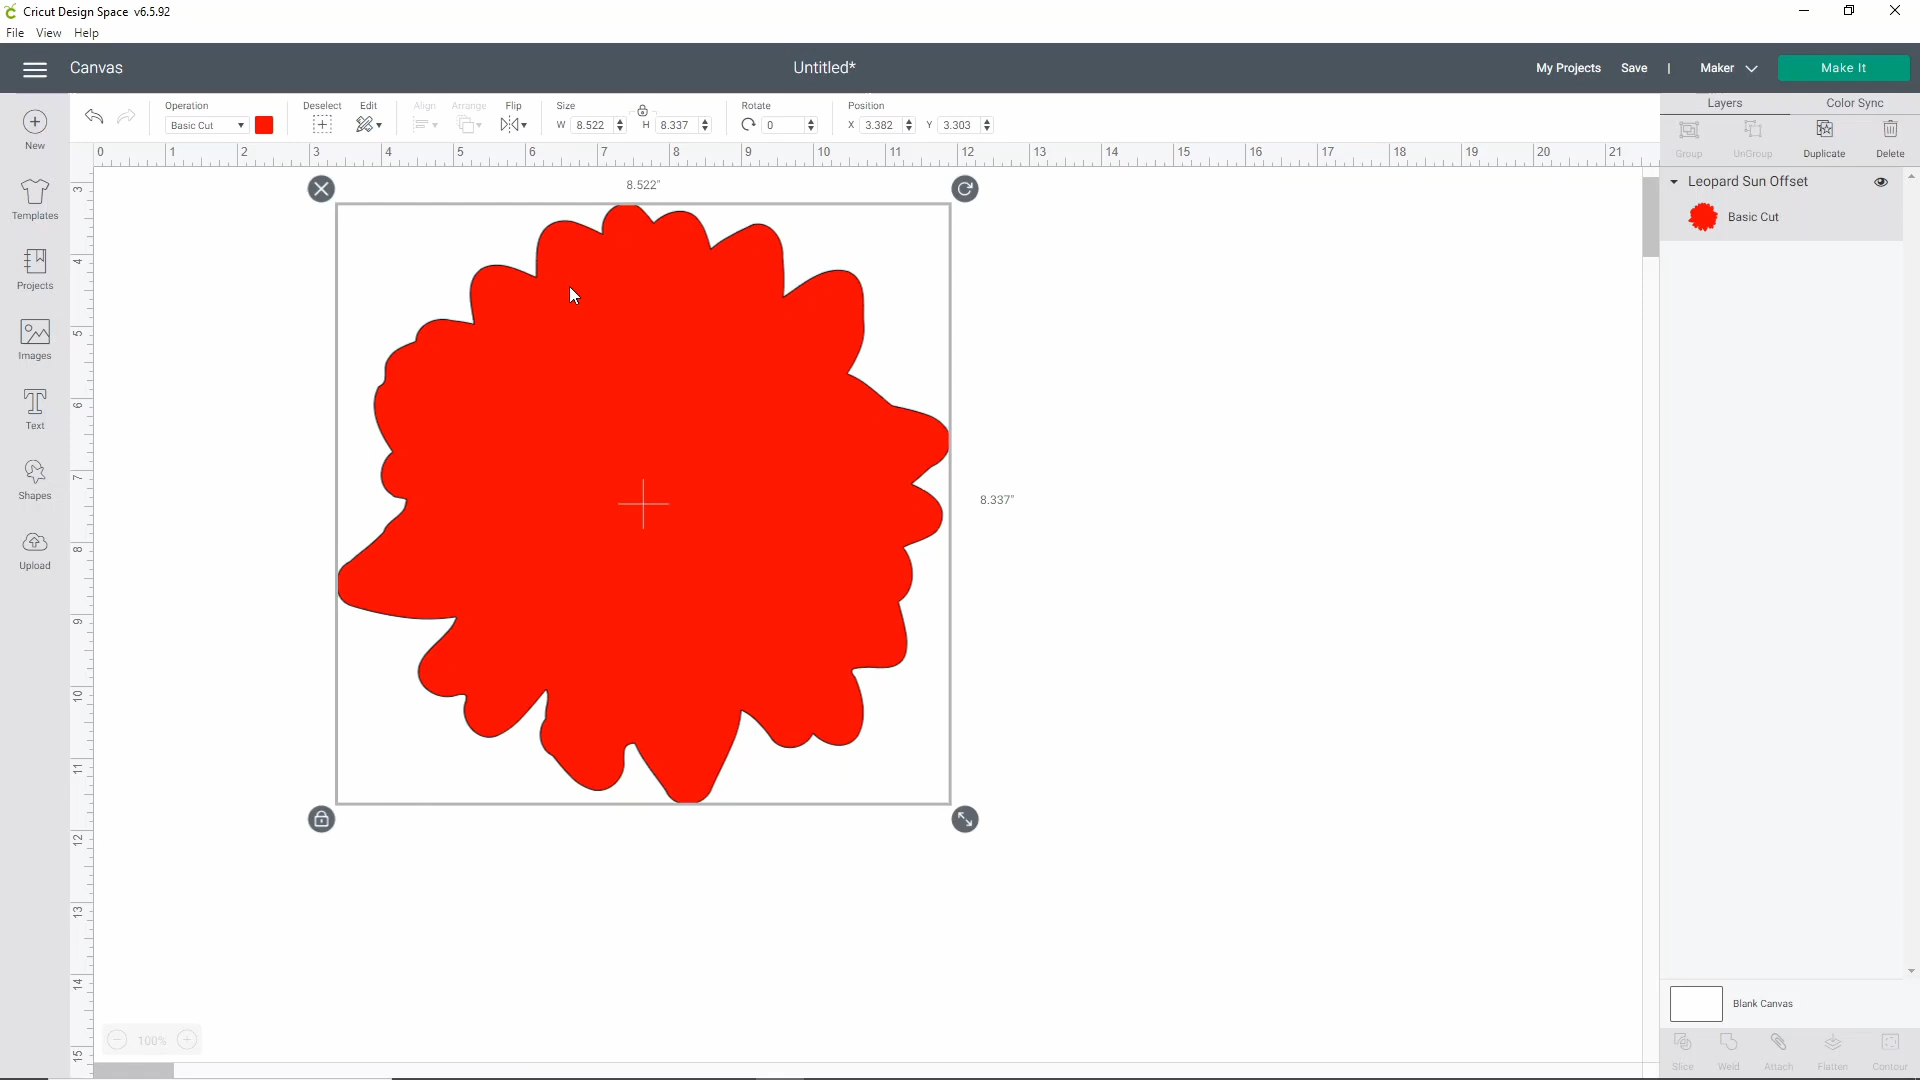 Cricut Design Space v6.5.92
File View Help
Canvas
Untitled*
My Projects Save | Maker Make It
Operation
Basic Cut
Deselect
Edit
Align
Arrange
Flip
Size
W 8.522
H 8.337
Rotate
0
Position
X 3.382
Y 3.303
Layers
Color Sync
Group
UnGroup
Duplicate
Delete
New
Templates
Projects
Images
Text
Shapes
Upload
0 1 2 3 4 5 6 7 8 9 10 11 12 13 14 15 16 17 18 19 20 21
3
4
5
6
7
8
9
10
11
12
13
14
15
8.522"
8.337"
Leopard Sun Offset
Basic Cut
100%
Blank Canvas
Slice
Weld
Attach
Flatten
Contour